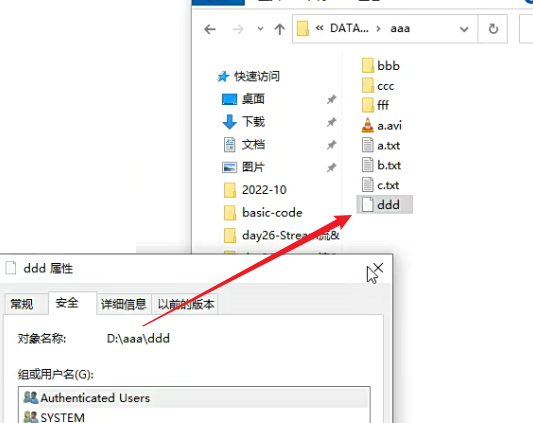 « DATA... › aaa
快速访问
桌面
下载
文档
图片
2022-10
basic-code
day26-Stream流&
bbb
ccc
fff
a.avi
a.txt
b.txt
c.txt
ddd
ddd 属性
常规 安全 详细信息 以前的版本
对象名称: D:\aaa\ddd
组或用户名(G):
Authenticated Users
SYSTEM